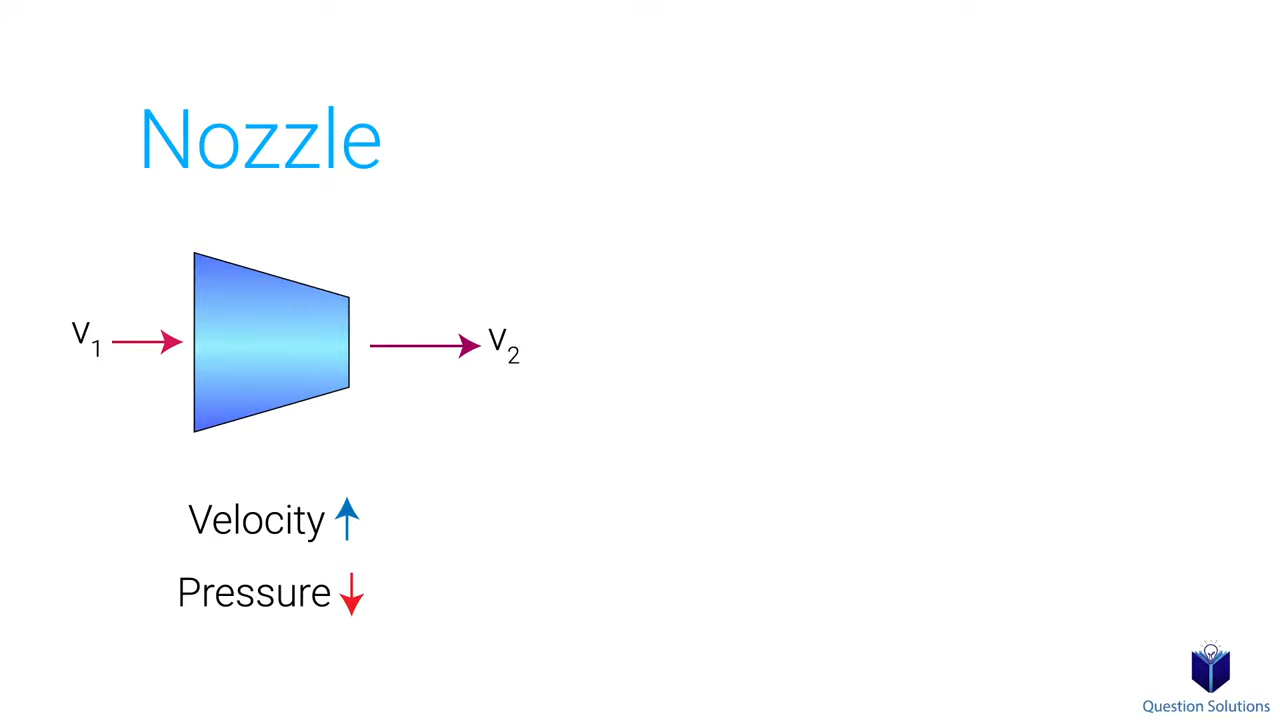 Nozzle
V1
V2
Velocity
Pressure
Question Solutions